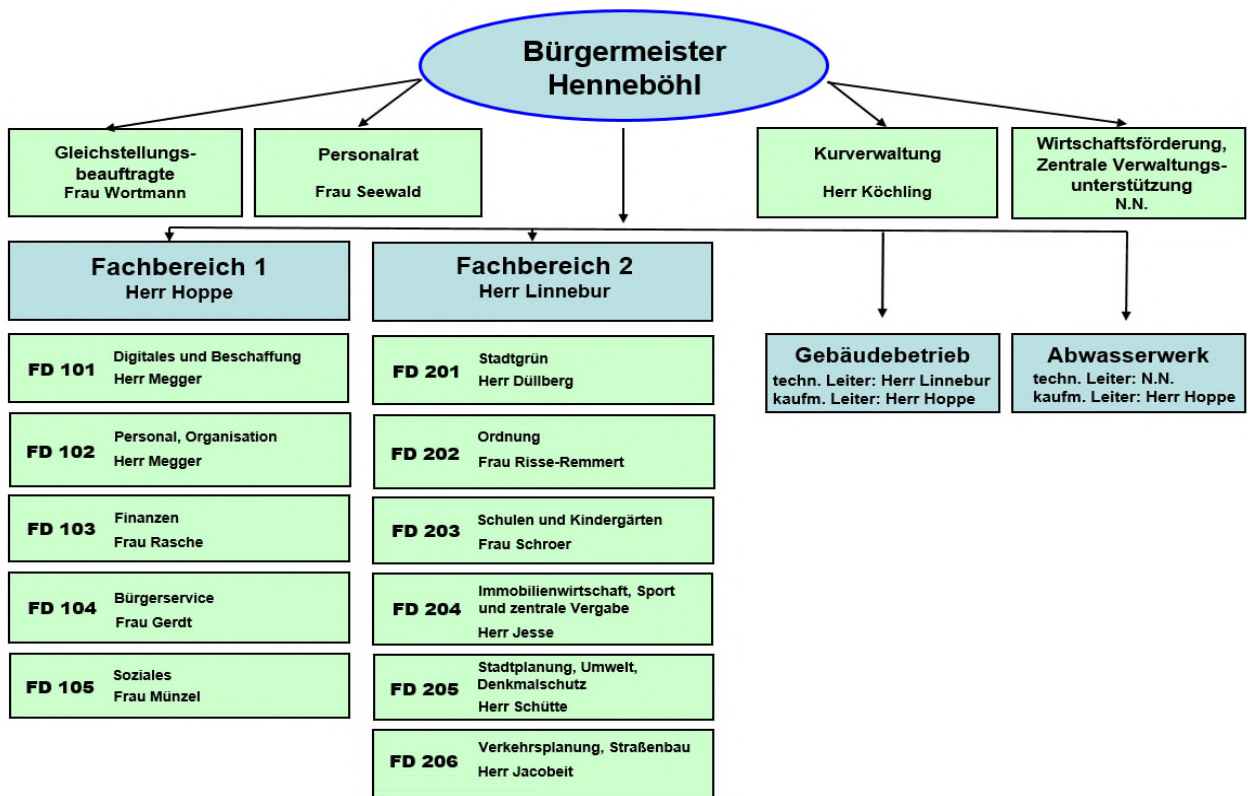 Bürgermeister
Henneböhl
Gleichstellungs-
beauftragte
Frau Wortmann
Personalrat
Frau Seewald
Kurverwaltung
Herr Köchling
Wirtschaftsförderung,
Zentrale Verwaltungs-
unterstützung
N.N.
Fachbereich 1
Herr Hoppe
FD 101
Digitales und Beschaffung
Herr Megger
FD 102
Personal, Organisation
Herr Megger
FD 103
Finanzen
Frau Rasche
FD 104
Bürgerservice
Frau Gerdt
FD 105
Soziales
Frau Münzel
Fachbereich 2
Herr Linnebur
FD 201
Stadtgrün
Herr Düllberg
FD 202
Ordnung
Frau Risse-Remmert
FD 203
Schulen und Kindergärten
Frau Schroer
FD 204
Immobilienwirtschaft, Sport
und zentrale Vergabe
Herr Jesse
FD 205
Stadtplanung, Umwelt,
Denkmalschutz
Herr Schütte
FD 206
Verkehrsplanung, Straßenbau
Herr Jacobeit
Gebäudebetrieb
techn. Leiter: Herr Linnebur
kaufm. Leiter: Herr Hoppe
Abwasserwerk
techn. Leiter: N.N.
kaufm. Leiter: Herr Hoppe